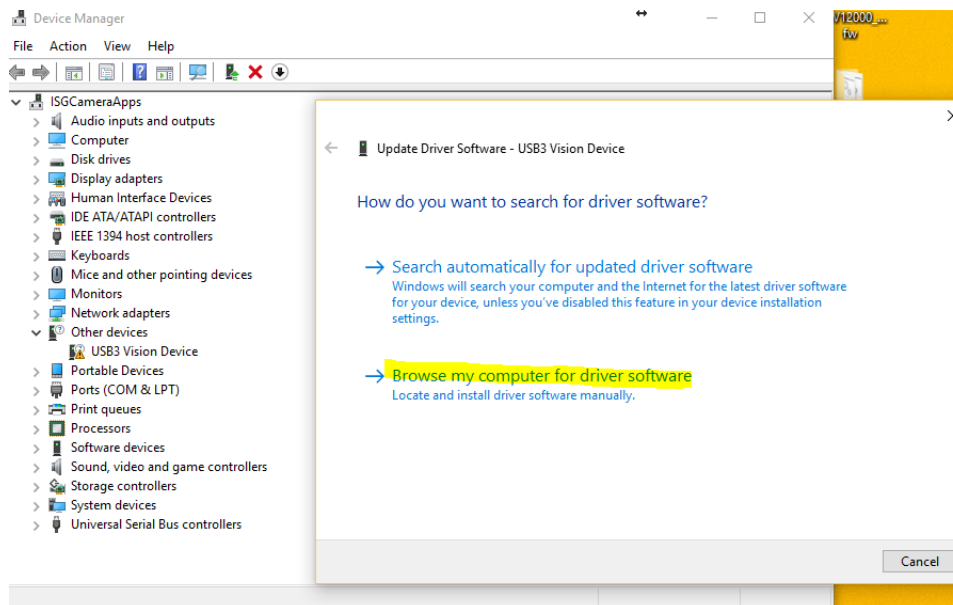 Device Manager
File Action View Help
ISGCameraApps
Audio inputs and outputs
Computer
Disk drives
Display adapters
Human Interface Devices
IDE ATA/ATAPI controllers
IEEE 1394 host controllers
Keyboards
Mice and other pointing devices
Monitors
Network adapters
Other devices
USB3 Vision Device
Portable Devices
Ports (COM & LPT)
Print queues
Processors
Software devices
Sound, video and game controllers
Storage controllers
System devices
Universal Serial Bus controllers
Update Driver Software - USB3 Vision Device
How do you want to search for driver software?
Search automatically for updated driver software
Windows will search your computer and the Internet for the latest driver software
for your device, unless you've disabled this feature in your device installation
settings.
Browse my computer for driver software
Locate and install driver software manually.
Cancel
fw